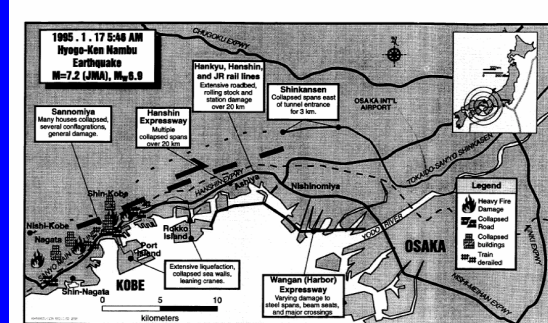 1995 . 1 . 17 5:46 AM
Hyogo-Ken Nambu
Earthquake
M=7.2 (JMA), Mw6.9
CHUGOKU EXPWY
Hankyu, Hanshin,
and JR rail lines
Extensive roadbed,
rolling stock and
station damage
over 20 km
Shinkansen
Collapsed spans east
of tunnel entrance
for 3 km.
OSAKA INT'L
AIRPORT
Sannomiya
Many houses collapsed,
several conflagrations,
general damage.
Hanshin
Expressway
Multiple
collapsed spans
over 20 km
TOKAIDO-SANYO SHINKANSEN
HANSHIN EXPY
Ashiya
Nishinomiya
Shin-Kobe
Nishi-Kobe
Nagata
Rokko
Island
Port
Island
Shin-Nagata
KOBE
Extensive liquefaction,
collapsed sea walls,
leaning cranes.
YODO RIVER
OSAKA
Wangan (Harbor)
Expressway
Varying damage to
steel spans, beam seats,
and major crossings
Legend
Heavy Fire
Damage
Collapsed
Road
Collapsed
buildings
Train
derailed
KINKI EXPWY
0 5 10
kilometers